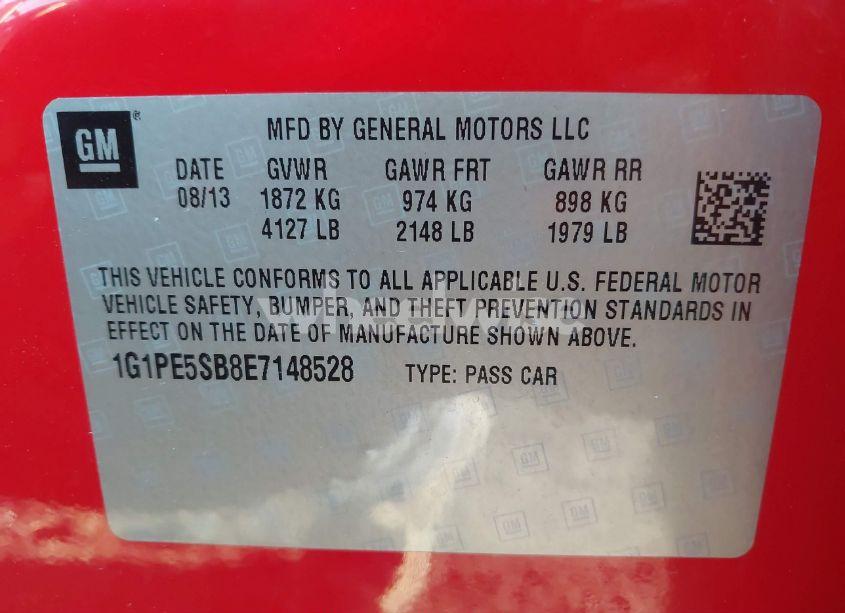 GM
MFD BY GENERAL MOTORS LLC
DATE GVWR GAWR FRT GAWR RR
08/13 1872 KG 974 KG 898 KG
4127 LB 2148 LB 1979 LB
THIS VEHICLE CONFORMS TO ALL APPLICABLE U.S. FEDERAL MOTOR
VEHICLE SAFETY, BUMPER, AND THEFT PREVENTION STANDARDS IN
EFFECT ON THE DATE OF MANUFACTURE SHOWN ABOVE.
1G1PE5SB8E7148528 TYPE: PASS CAR